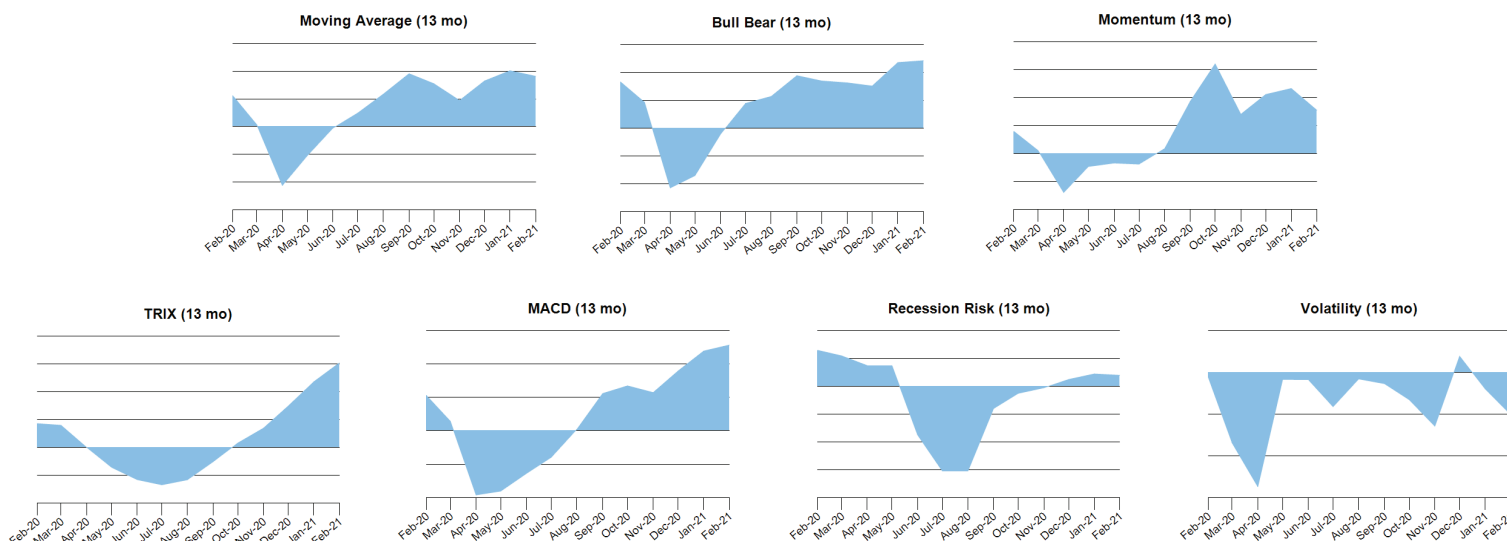 Moving Average (13 mo)
Feb-20 Mar-20 Apr-20 May-20 Jun-20 Jul-20 Aug-20 Sep-20 Oct-20 Nov-20 Dec-20 Jan-21 Feb-21
Bull Bear (13 mo)
Feb-20 Mar-20 Apr-20 May-20 Jun-20 Jul-20 Aug-20 Sep-20 Oct-20 Nov-20 Dec-20 Jan-21 Feb-21
Momentum (13 mo)
Feb-20 Mar-20 Apr-20 May-20 Jun-20 Jul-20 Aug-20 Sep-20 Oct-20 Nov-20 Dec-20 Jan-21 Feb-21
TRIX (13 mo)
Feb-20 Mar-20 Apr-20 May-20 Jun-20 Jul-20 Aug-20 Sep-20 Oct-20 Nov-20 Dec-20 Jan-21 Feb-21
MACD (13 mo)
Feb-20 Mar-20 Apr-20 May-20 Jun-20 Jul-20 Aug-20 Sep-20 Oct-20 Nov-20 Dec-20 Jan-21 Feb-21
Recession Risk (13 mo)
Feb-20 Mar-20 Apr-20 May-20 Jun-20 Jul-20 Aug-20 Sep-20 Oct-20 Nov-20 Dec-20 Jan-21 Feb-21
Volatility (13 mo)
Feb-20 Mar-20 Apr-20 May-20 Jun-20 Jul-20 Aug-20 Sep-20 Oct-20 Nov-20 Dec-20 Jan-21 Feb-21